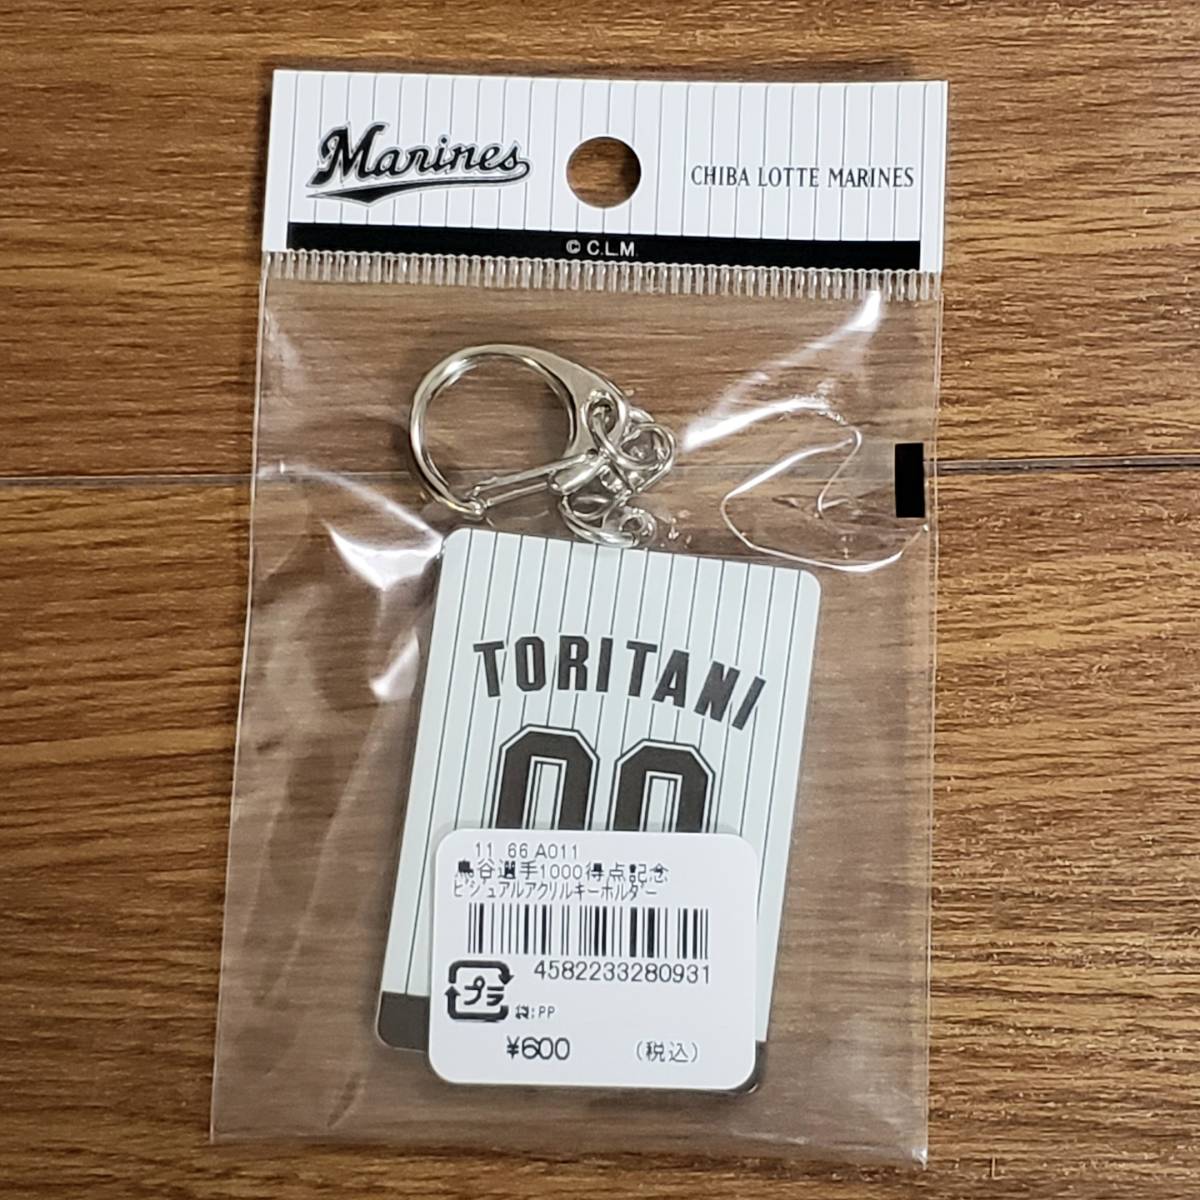 Marines
CHIBA LOTTE MARINES
© C.L.M.
TORITANI
00
11 66 A011
鳥谷選手1000得点記念
ビジュアルアクリルキーホルダー
4582233280931
プラ
袋:PP
¥600 (税込)